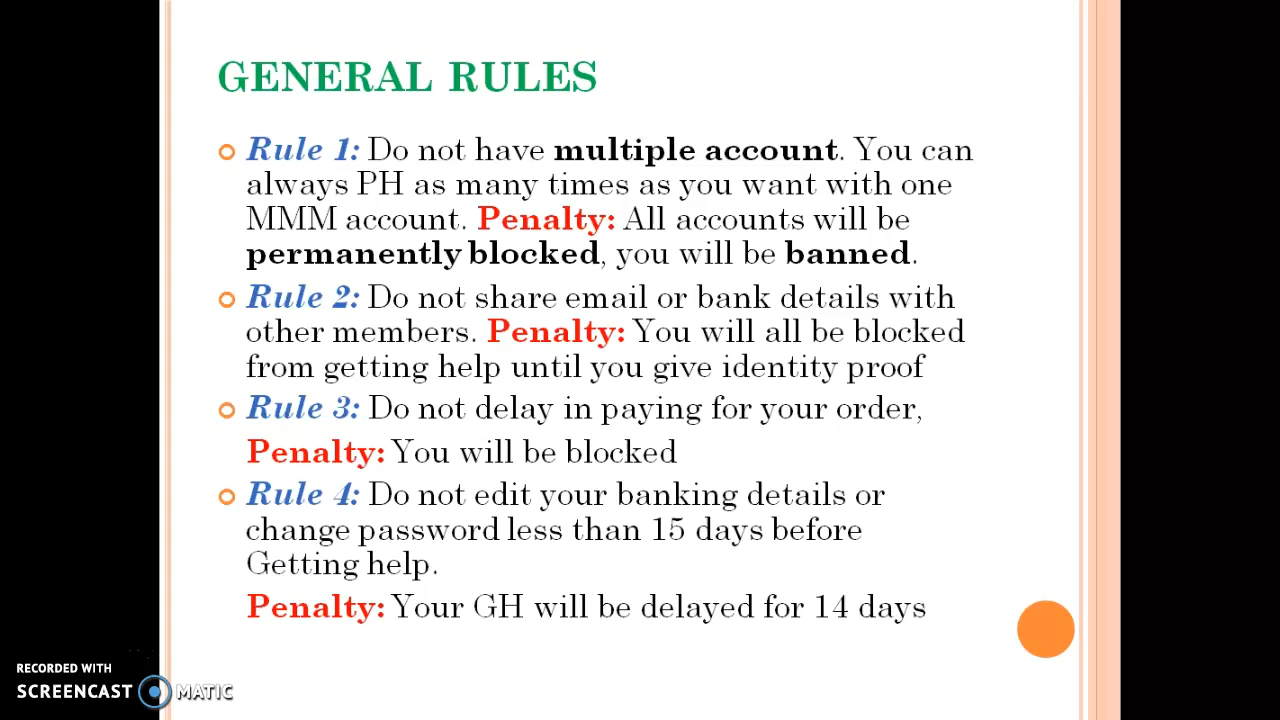 GENERAL RULES
Rule 1: Do not have multiple account. You can
always PH as many times as you want with one
MMM account. Penalty: All accounts will be
permanently blocked, you will be banned.
Rule 2: Do not share email or bank details with
other members. Penalty: You will all be blocked
from getting help until you give identity proof
Rule 3: Do not delay in paying for your order,
Penalty: You will be blocked
Rule 4: Do not edit your banking details or
change password less than 15 days before
Getting help.
Penalty: Your GH will be delayed for 14 days
RECORDED WITH
SCREENCAST MATIC